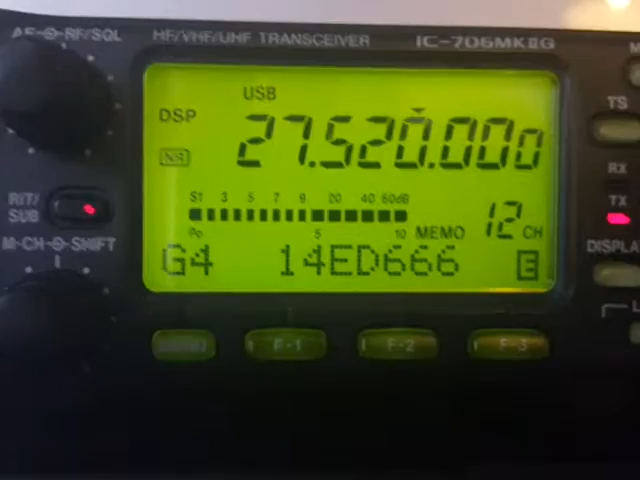 AF-⊖-RF/SQL HF/VHF/UHF TRANSCEIVER IC-706MKIIG
USB
DSP
27.520.000
TS
NR
RX
S1 3 5 7 9 20 40 60dB
RIT/
SUB
TX
Po 5 10 MEMO 12 CH
M-CH-⊖-SHIFT
DISPLA
G4 14ED666 E
F-1 F-2 F-3